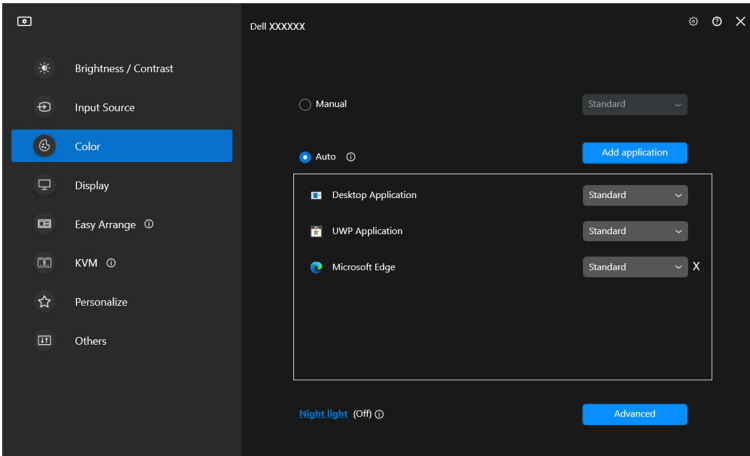 Dell XXXXXX
Brightness / Contrast
Input Source
Color
Display
Easy Arrange
KVM
Personalize
Others
Manual
Standard
Auto
Add application
Desktop Application
Standard
UWP Application
Standard
Microsoft Edge
Standard
X
Night light (Off)
Advanced